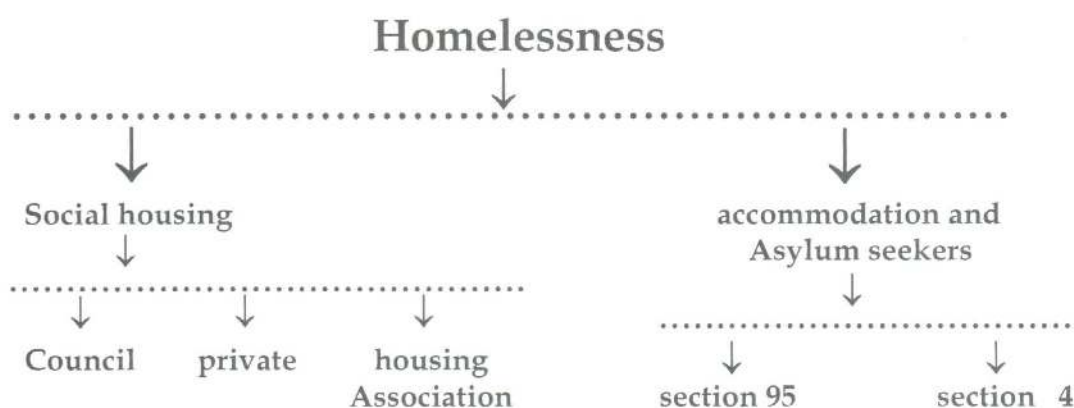 Homelessness
Social housing
accommodation and
Asylum seekers
Council private housing
Association
section 95 section 4